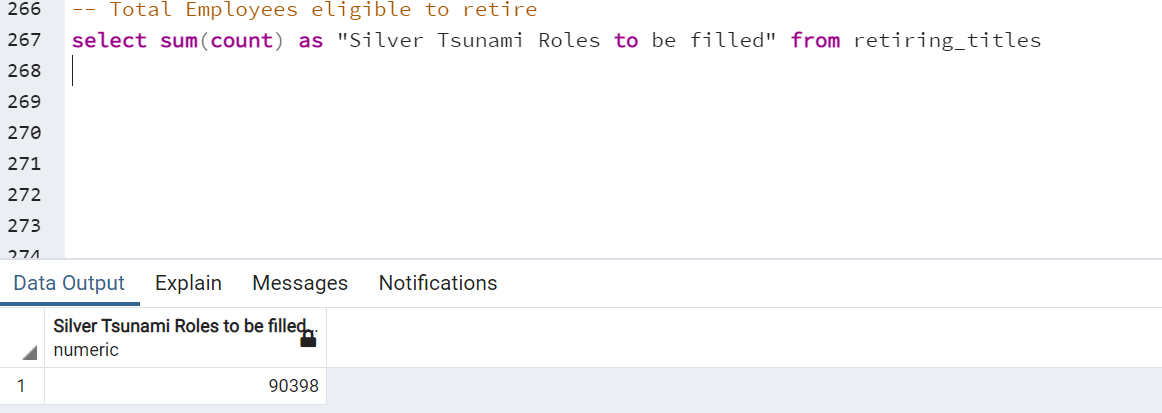 266 -- Total Employees eligible to retire
267 select sum(count) as "Silver Tsunami Roles to be filled" from retiring_titles
268
269
270
271
272
273
274
Data Output Explain Messages Notifications
Silver Tsunami Roles to be filled...
numeric
1 90398